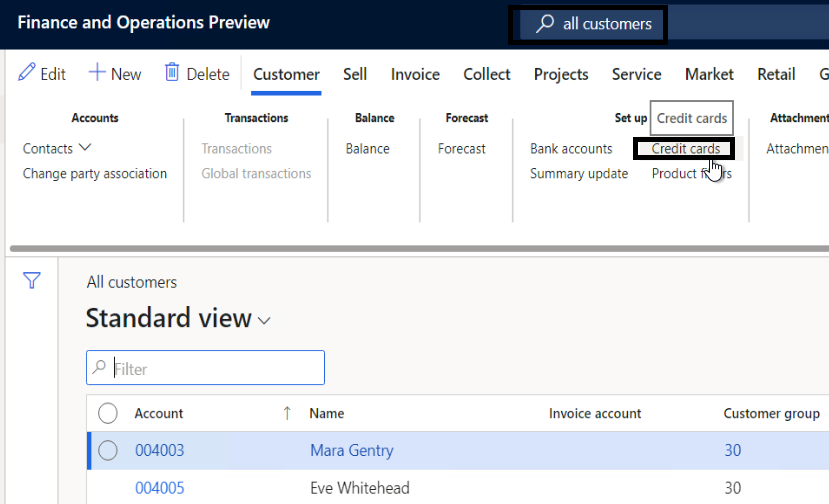 Finance and Operations Preview all customers
Edit New Delete Customer Sell Invoice Collect Projects Service Market Retail G
Accounts Transactions Balance Forecast Set up Credit cards Attachmen
Contacts Transactions Balance Forecast Bank accounts Credit cards Attachmen
Change party association Global transactions Summary update Product
All customers
Standard view
Filter
Account Name Invoice account Customer group
004003 Mara Gentry 30
004005 Eve Whitehead 30